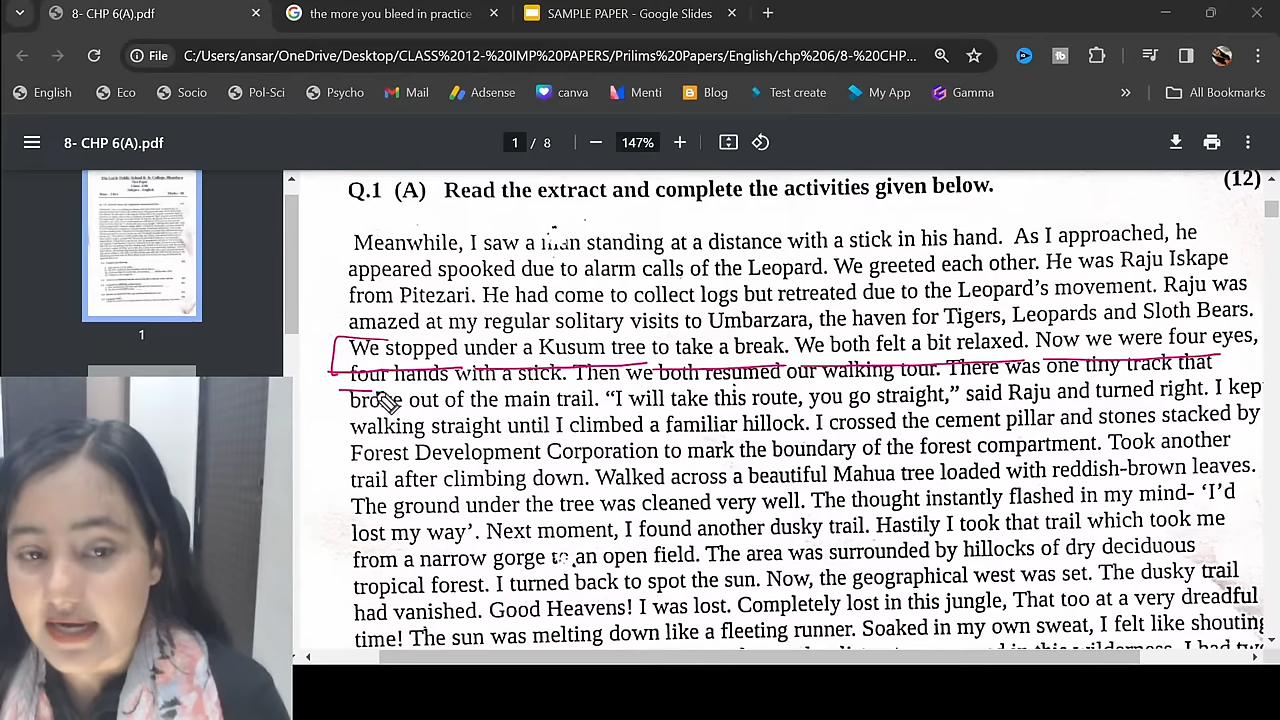 8- CHP 6(A).pdf
the more you bleed in practice
SAMPLE PAPER - Google Slides
File
C:/Users/ansar/OneDrive/Desktop/CLASS%2012-%20IMP%20PAPERS/Prilims%20Papers/English/chp%206/8-%20CHP...
English
Eco
Socio
Pol-Sci
Psycho
Mail
Adsense
canva
Menti
Blog
Test create
My App
Gamma
All Bookmarks
8- CHP 6(A).pdf
1 / 8
147%
1
Q.1 (A) Read the extract and complete the activates given below. (12)
Meanwhile, I saw a man standing at a distance with a stick in his hand. As I approached, he
appeared spooked due to alarm calls of the Leopard. We greeted each other. He was Raju Iskape
from Pitezari. He had come to collect logs but retreated due to the Leopard's movement. Raju was
amazed at my regular solitary visits to Umbarzara, the haven for Tigers, Leopards and Sloth Bears.
We stopped under a Kusum tree to take a break. We both felt a bit relaxed. Now we were four eyes,
four hands with a stick. Then we both resumed our walking tour. There was one tiny track that
broke out of the main trail. “I will take this route, you go straight,” said Raju and turned right. I kep
walking straight until I climbed a familiar hillock. I crossed the cement pillar and stones stacked by
Forest Development Corporation to mark the boundary of the forest compartment. Took another
trail after climbing down. Walked across a beautiful Mahua tree loaded with reddish-brown leaves.
The ground under the tree was cleaned very well. The thought instantly flashed in my mind- ‘I’d
lost my way’. Next moment, I found another dusky trail. Hastily I took that trail which took me
from a narrow gorge to an open field. The area was surrounded by hillocks of dry deciduous
tropical forest. I turned back to spot the sun. Now, the geographical west was set. The dusky trail
had vanished. Good Heavens! I was lost. Completely lost in this jungle, That too at a very dreadful
time! The sun was melting down like a fleeting runner. Soaked in my own sweat, I felt like shouting